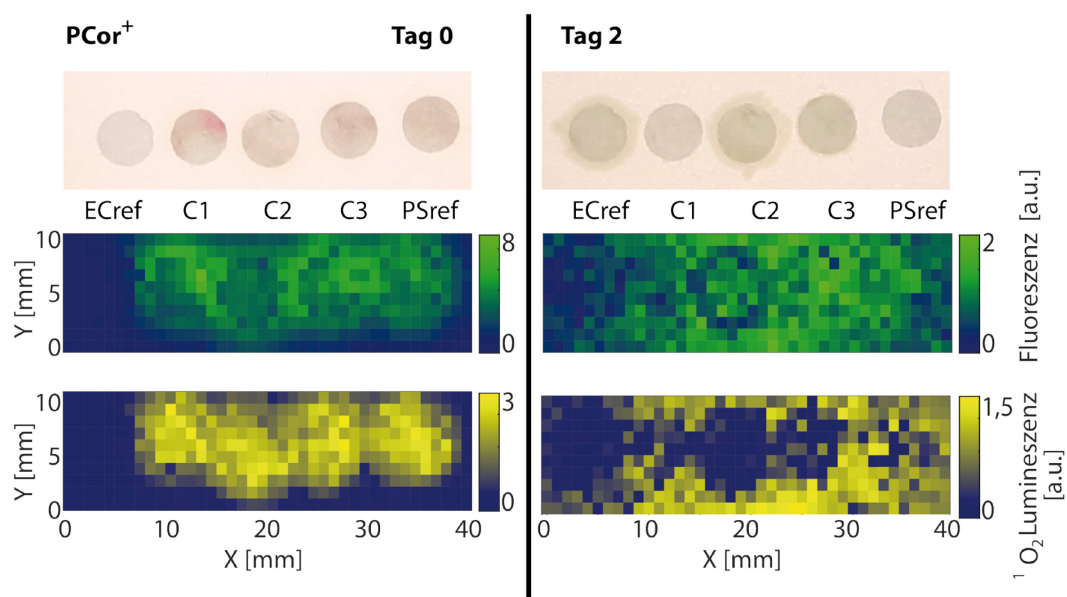 PCor⁺ Tag 0
Tag 2
ECref C1 C2 C3 PSref
ECref C1 C2 C3 PSref
10
5
0
Y [mm]
8
0
2
0
Fluoreszenz [a.u.]
10
5
0
Y [mm]
3
0
1,5
0
¹O₂ Lumineszenz
[a.u.]
0 10 20 30 40
X [mm]
0 10 20 30 40
X [mm]